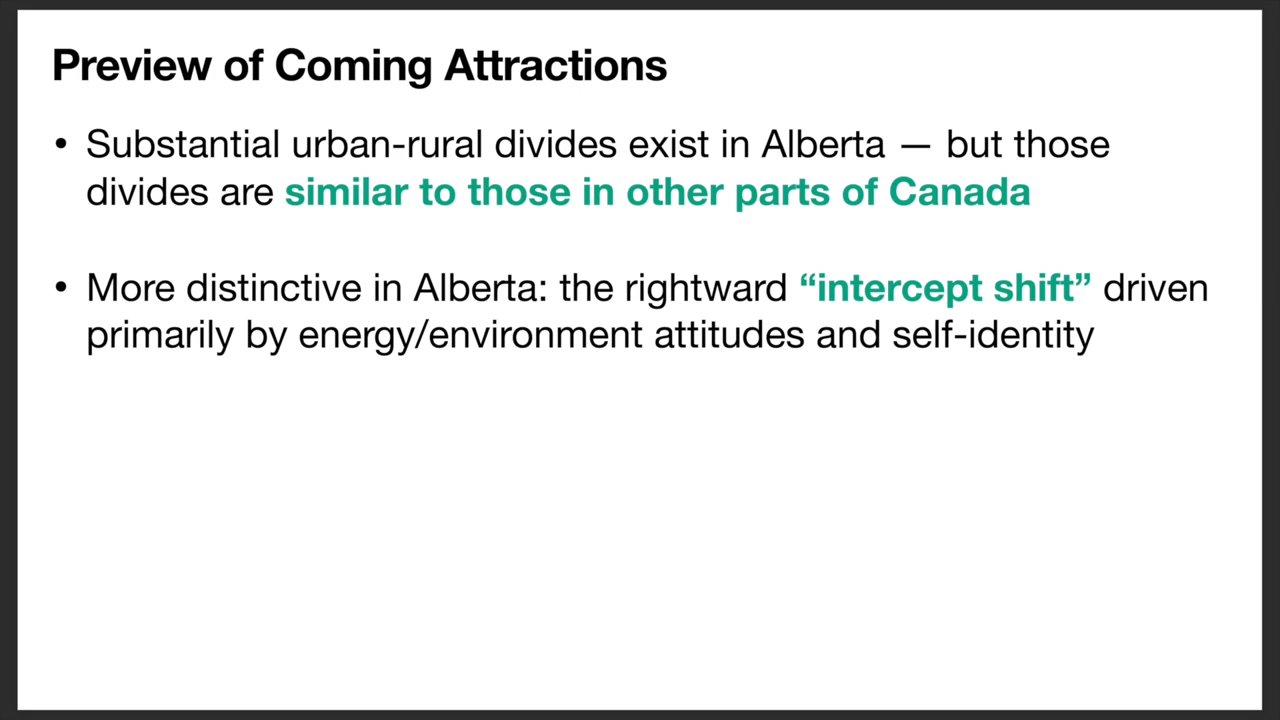 Preview of Coming Attractions
• Substantial urban-rural divides exist in Alberta — but those
divides are similar to those in other parts of Canada
• More distinctive in Alberta: the rightward “intercept shift” driven
primarily by energy/environment attitudes and self-identity